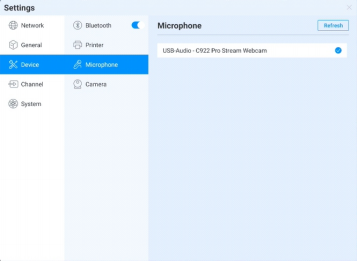 Settings
Network
General
Device
Channel
System
Bluetooth
Printer
Microphone
Camera
Microphone
Refresh
USB-Audio - C922 Pro Stream Webcam